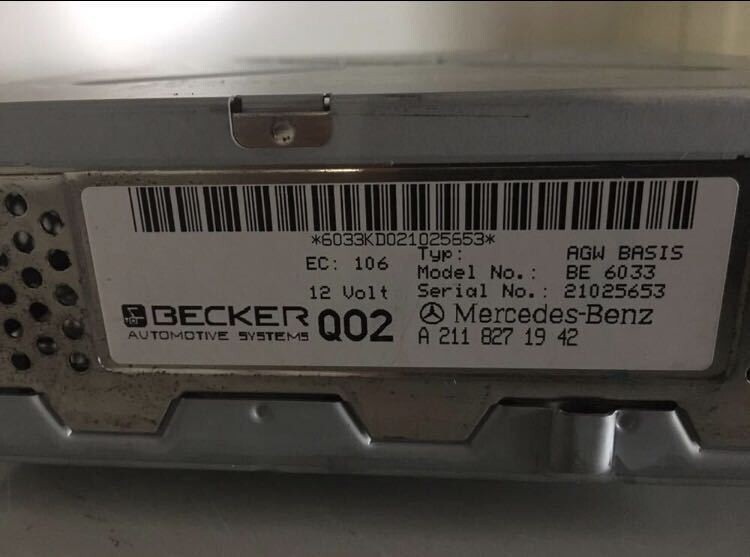 *6033KD021025653*
EC: 106
12 Volt
Typ: AGW BASIS
Model No.: BE 6033
Serial No.: 21025653
BECKER
AUTOMOTIVE SYSTEMS
Q02
Mercedes-Benz
A 211 827 19 42